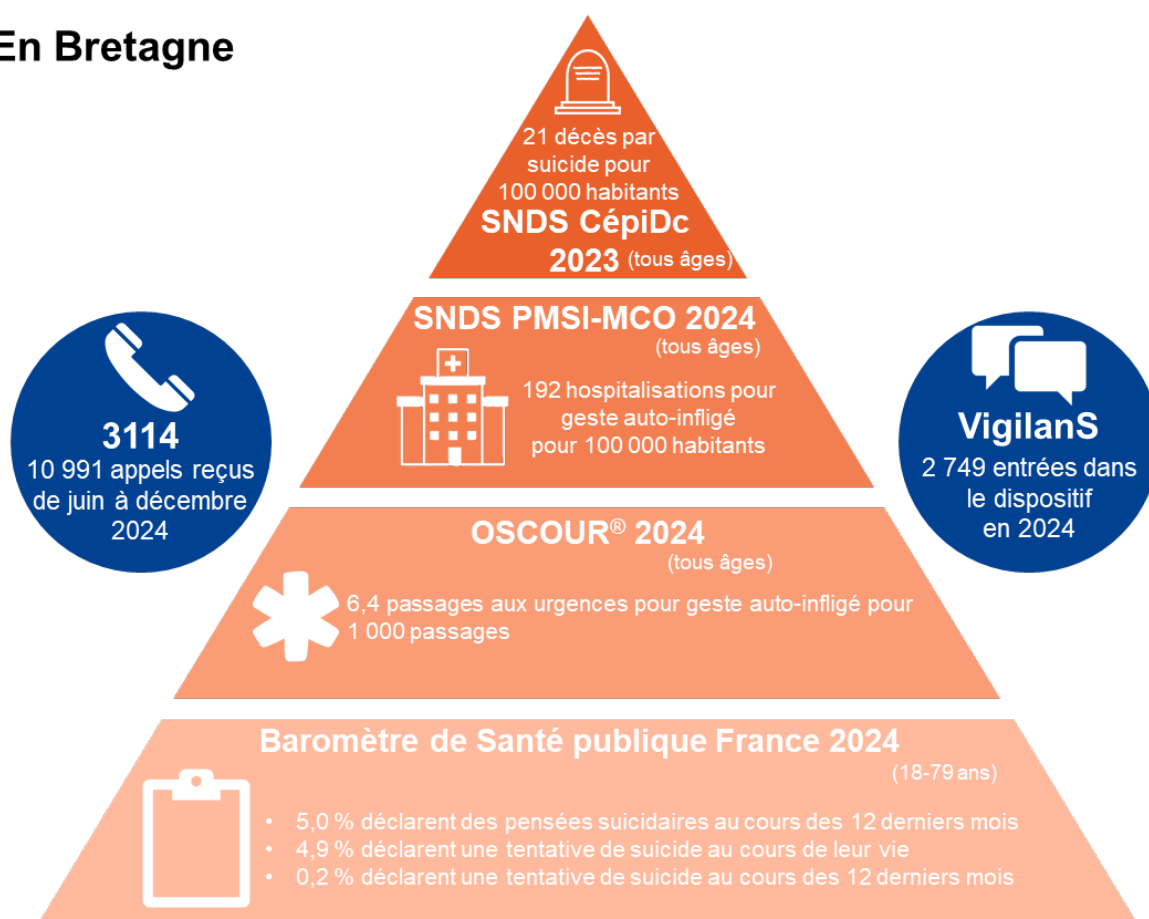 En Bretagne
21 décès par
suicide pour
100 000 habitants
SNDS CépiDc
2023 (tous âges)
SNDS PMSI-MCO 2024
(tous âges)
192 hospitalisations pour
geste auto-infligé
pour 100 000 habitants
3114
10 991 appels reçus
de juin à décembre
2024
VigilanS
2 749 entrées dans
le dispositif
en 2024
OSCOUR® 2024
(tous âges)
6,4 passages aux urgences pour geste auto-infligé pour
1 000 passages
Baromètre de Santé publique France 2024
(18-79 ans)
• 5,0 % déclarent des pensées suicidaires au cours des 12 derniers mois
• 4,9 % déclarent une tentative de suicide au cours de leur vie
• 0,2 % déclarent une tentative de suicide au cours des 12 derniers mois